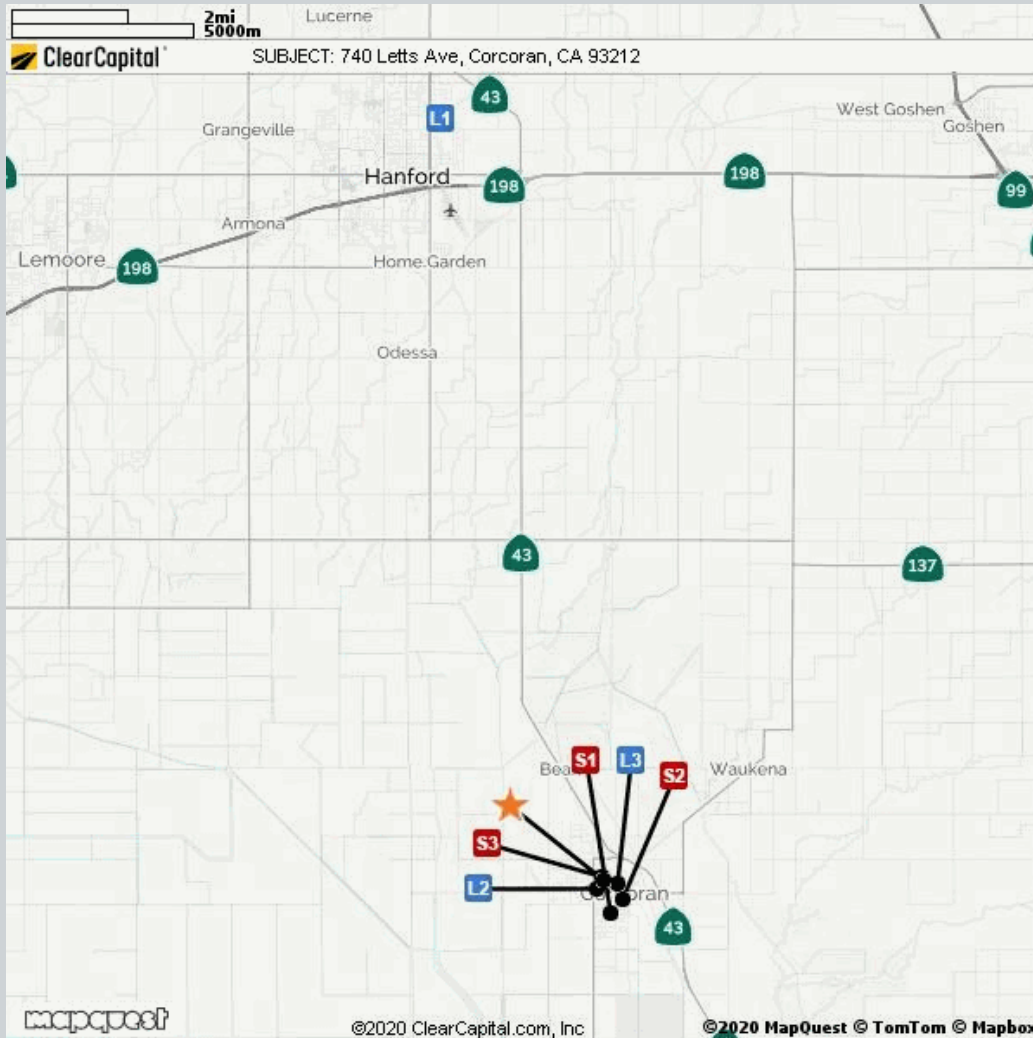 2mi
5000m
Lucerne
ClearCapital
SUBJECT: 740 Letts Ave, Corcoran, CA 93212
43
L1
West Goshen
Goshen
Grangeville
Hanford
198
198
99
Armona
Lemoore
198
Home Garden
Odessa
43
137
S1
L3
S2
Waukena
S3
L2
43
mapquest
©2020 ClearCapital.com, Inc
©2020 MapQuest © TomTom © Mapbox